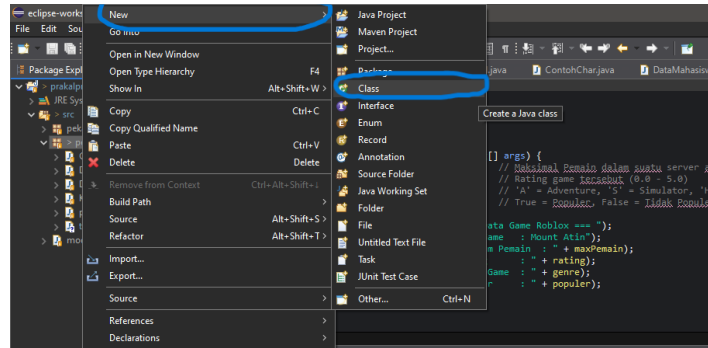 eclipse-works
File Edit Sou
Package Expl
> prakalpr
JRE Sys
> src
pek
New
Go Into
Open in New Window
Open Type Hierarchy F4
Show In Alt+Shift+W >
Copy Ctrl+C
Copy Qualified Name
Paste Ctrl+V
Delete Delete
Remove from Context Ctrl+Alt+Shift+↓
Build Path
Source Alt+Shift+S >
Refactor Alt+Shift+T >
Import...
Export...
Source
References
Declarations
Java Project
Maven Project
Project...
Package
Class
Interface
Enum
Record
Annotation
Source Folder
Java Working Set
Folder
File
Untitled Text File
Task
JUnit Test Case
Other... Ctrl+N
Create a Java class
.java ContohChar.java DataMahasisw
[] args) {
// Maksimal Pemain dalam suatu server
// Rating game tersebut (0.0 - 5.0)
// 'A' = Adventure, 'S' = Simulator, 'H
// True = Populer, False = Tidak Popule
ata Game Roblox === ");
ame : Mount Atin");
m Pemain : " + maxPemain);
: " + rating);
Game : " + genre);
r : " + populer);